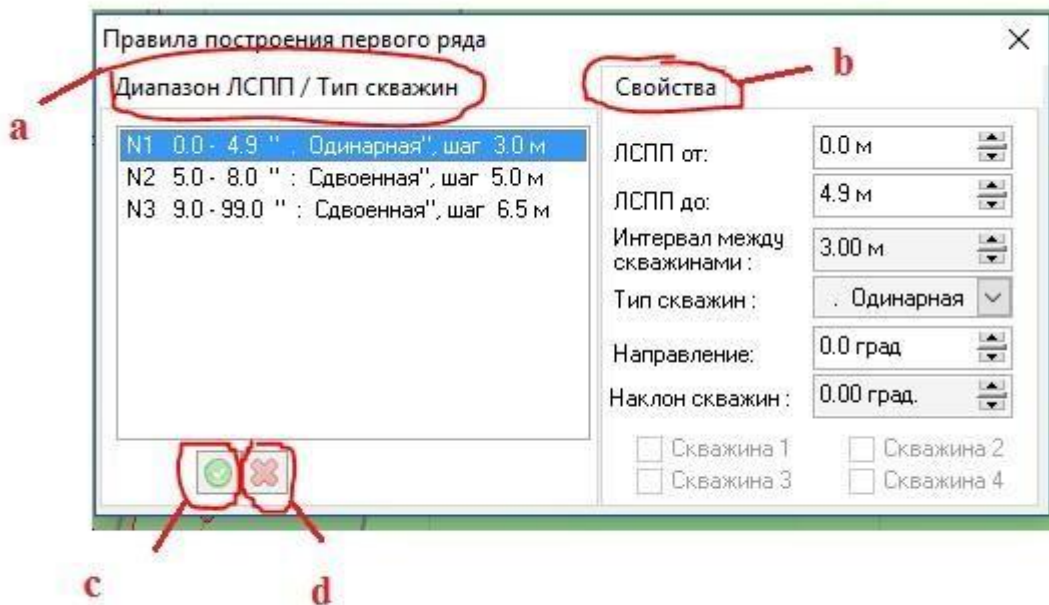 Правила построения первого ряда
Диапазон ЛСПП / Тип скважин
Свойства
b
a
N1 0.0 - 4.9 " . Одинарная", шаг 3.0 м
N2 5.0 - 8.0 " : Сдвоенная", шаг 5.0 м
N3 9.0 - 99.0 " : Сдвоенная", шаг 6.5 м
ЛСПП от:
0.0 м
ЛСПП до:
4.9 м
Интервал между
скважинами :
3.00 м
Тип скважин :
. Одинарная
Направление:
0.0 град
Наклон скважин :
0.00 град.
Скважина 1
Скважина 2
Скважина 3
Скважина 4
c
d